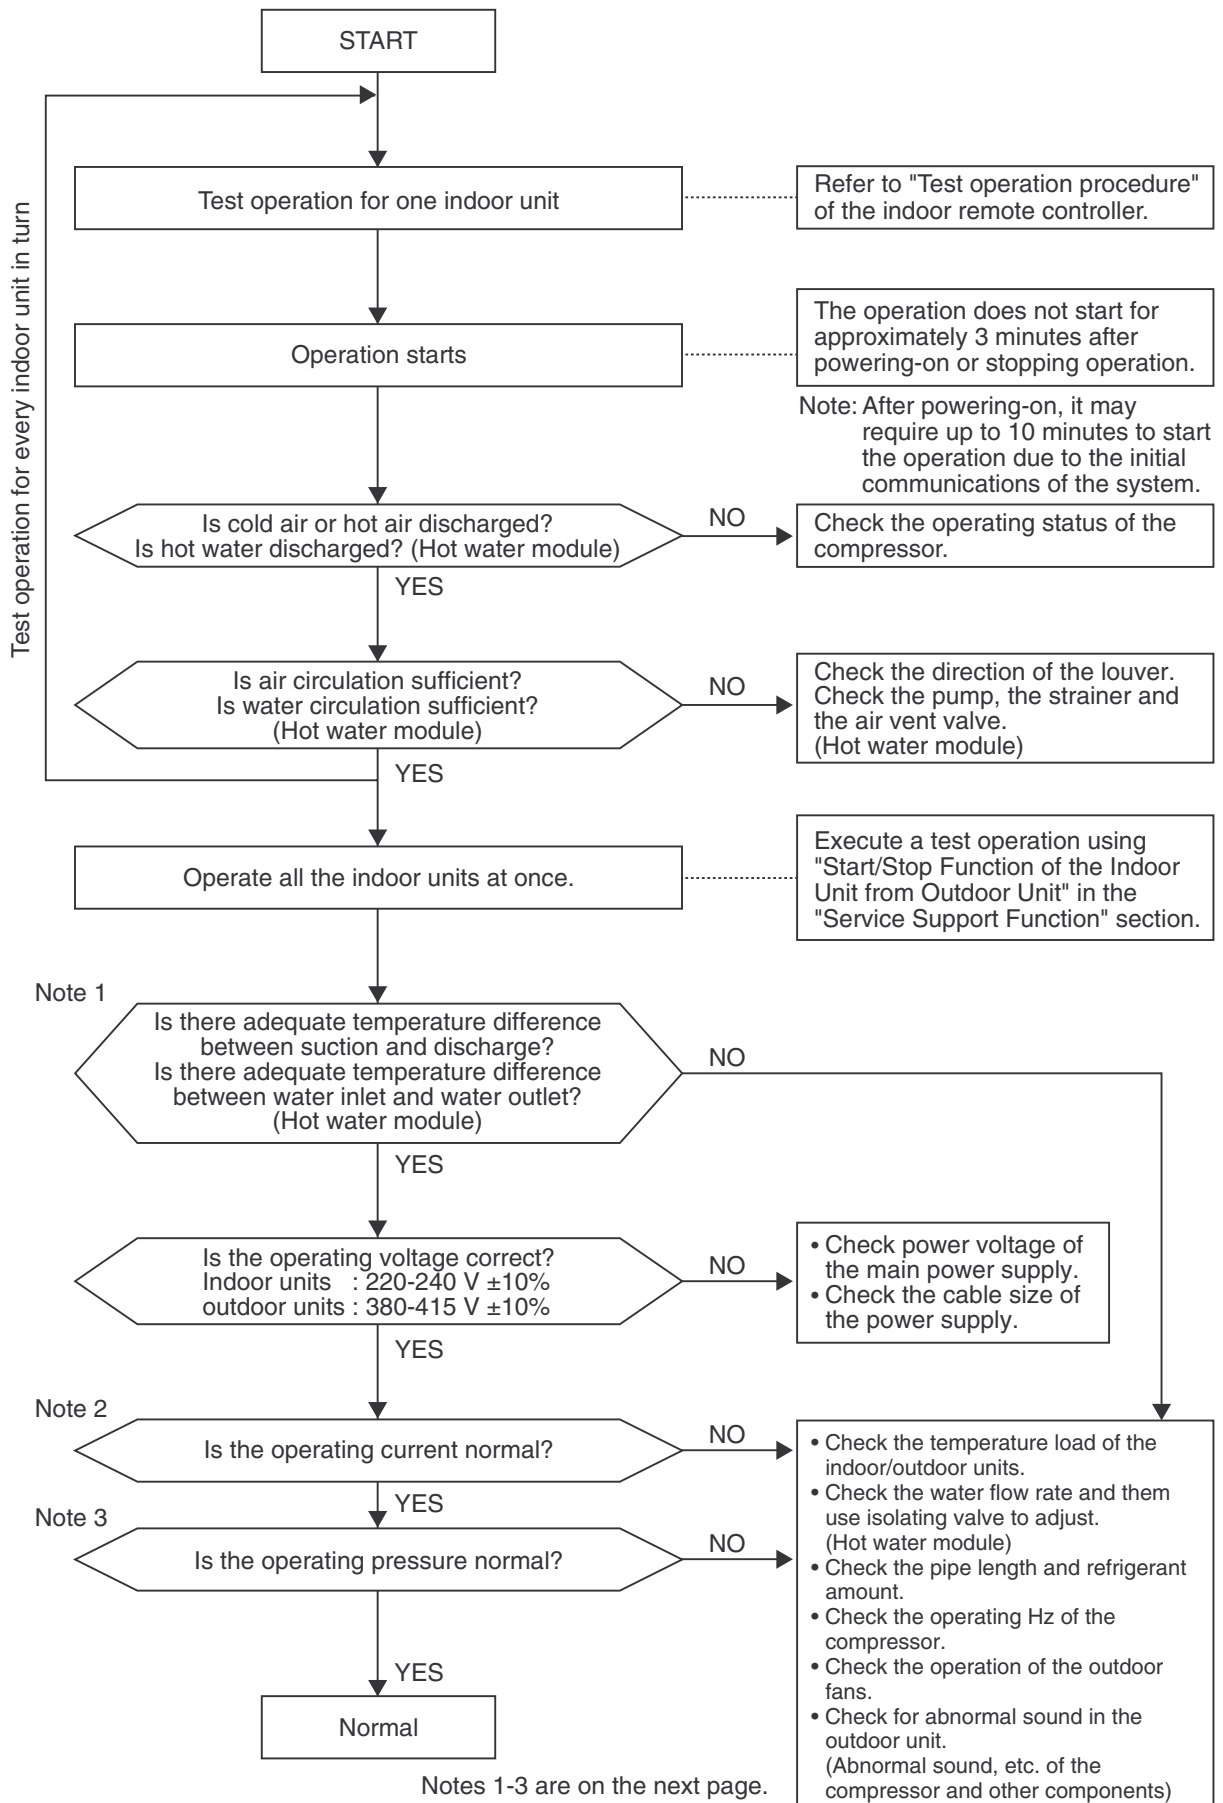 START
Test operation for every indoor unit in turn
Test operation for one indoor unit
Refer to "Test operation procedure"
of the indoor remote controller.
Operation starts
The operation does not start for
approximately 3 minutes after
powering-on or stopping operation.
Note: After powering-on, it may
require up to 10 minutes to start
the operation due to the initial
communications of the system.
Is cold air or hot air discharged?
Is hot water discharged? (Hot water module)
NO
Check the operating status of the
compressor.
YES
Is air circulation sufficient?
Is water circulation sufficient?
(Hot water module)
NO
Check the direction of the louver.
Check the pump, the strainer and
the air vent valve.
(Hot water module)
YES
Operate all the indoor units at once.
Execute a test operation using
"Start/Stop Function of the Indoor
Unit from Outdoor Unit" in the
"Service Support Function" section.
Note 1
Is there adequate temperature difference
between suction and discharge?
Is there adequate temperature difference
between water inlet and water outlet?
(Hot water module)
NO
YES
Is the operating voltage correct?
Indoor units : 220-240 V ±10%
outdoor units : 380-415 V ±10%
NO
• Check power voltage of
the main power supply.
• Check the cable size of
the power supply.
YES
Note 2
Is the operating current normal?
NO
YES
Note 3
Is the operating pressure normal?
NO
• Check the temperature load of the
indoor/outdoor units.
• Check the water flow rate and them
use isolating valve to adjust.
(Hot water module)
• Check the pipe length and refrigerant
amount.
• Check the operating Hz of the
compressor.
• Check the operation of the outdoor
fans.
• Check for abnormal sound in the
outdoor unit.
(Abnormal sound, etc. of the
compressor and other components)
YES
Normal
Notes 1-3 are on the next page.